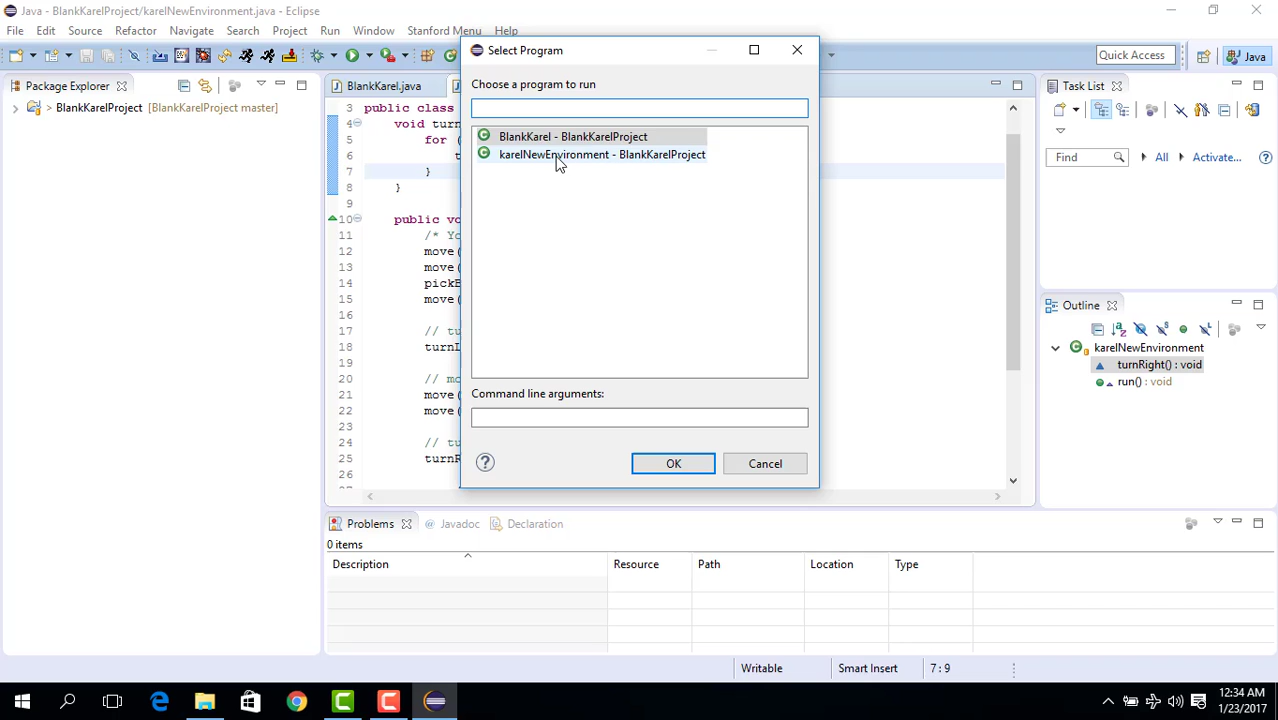 Java - BlankKarelProject/karelNewEnvironment.java - Eclipse
File Edit Source Refactor Navigate Search Project Run Window Stanford Menu Help
Quick Access
Java
Package Explorer
BlankKarelProject [BlankKarelProject master]
BlankKarel.java
3 public class
4 void turn
5 for (
6 t
7 }
8 }
9
10 public vo
11 /* Yo
12 move(
13 move(
14 pickB
15 move(
16
17 // tu
18 turnL
19
20 // mo
21 move(
22 move(
23
24 // tu
25 turnR
26
Select Program
Choose a program to run
BlankKarel - BlankKarelProject
karelNewEnvironment - BlankKarelProject
Command line arguments:
OK
Cancel
Task List
Find
All
Activate...
Outline
karelNewEnvironment
turnRight() : void
run() : void
Problems
@ Javadoc
Declaration
0 items
Description Resource Path Location Type
Writable Smart Insert 7 : 9
12:34 AM
1/23/2017